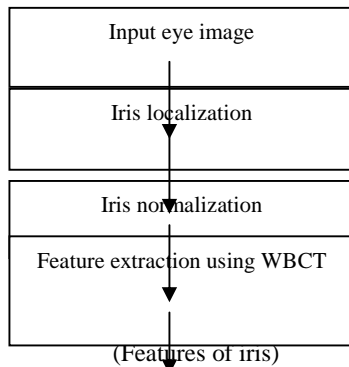 Input eye image
Iris localization
Iris normalization
Feature extraction using WBCT
(Features of iris)